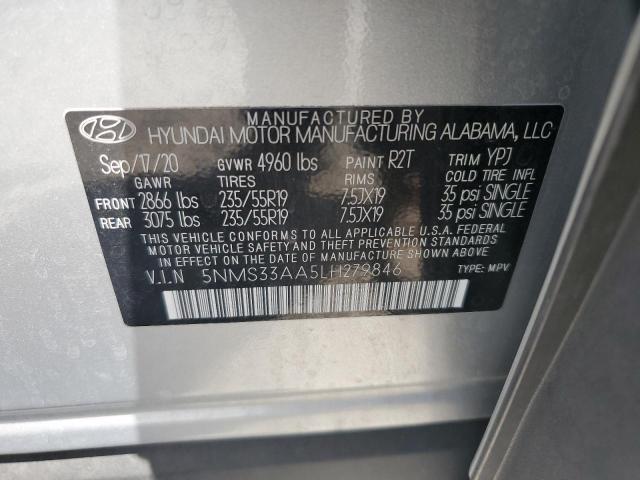 MANUFACTURED BY
HYUNDAI MOTOR MANUFACTURING ALABAMA, LLC
Sep/17/20 GVWR 4960 lbs PAINT R2T TRIM YPJ
GAWR TIRES RIMS COLD TIRE INFL
FRONT 2866 lbs 235/55R19 7.5JX19 35 psi SINGLE
REAR 3075 lbs 235/55R19 7.5JX19 35 psi SINGLE
THIS VEHICLE CONFORMS TO ALL APPLICABLE U.S.A. FEDERAL
MOTOR VEHICLE SAFETY AND THEFT PREVENTION STANDARDS
IN EFFECT ON THE DATE OF MANUFACTURE SHOWN ABOVE.
V.I.N 5NMS33AA5LH279846 TYPE: MPV